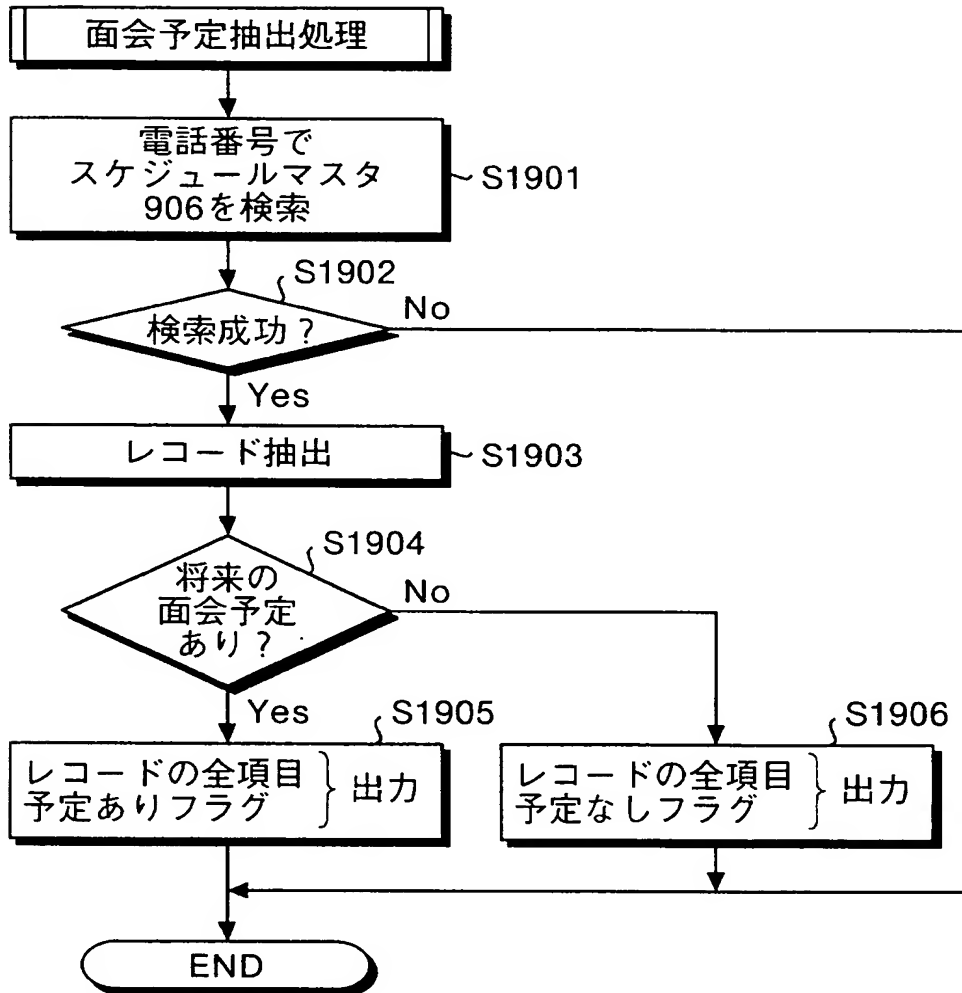 面会予定抽出処理
電話番号で
スケジュールマスタ
906を検索
S1901
S1902
検索成功?
No
Yes
レコード抽出
S1903
S1904
将来の
面会予定
あり?
No
Yes
S1905
レコードの全項目
予定ありフラグ
出力
S1906
レコードの全項目
予定なしフラグ
出力
END